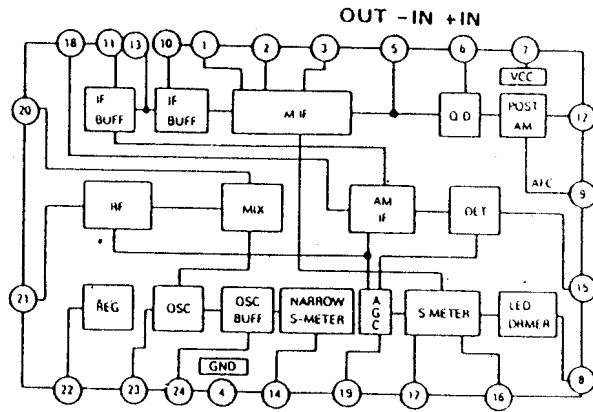 OUT -IN +IN
18 11 13 10 1 2 3 5 6 7
VCC
20
IF BUFF
IF BUFF
M IF
Q D
POST AM
12
AFC
9
RF
MIX
AM IF
DET
21
15
REG
OSC
OSC BUFF
NARROW S-METER
AGC
S METER
LED DRMER
GND
8
22 23 24 4 14 19 17 16